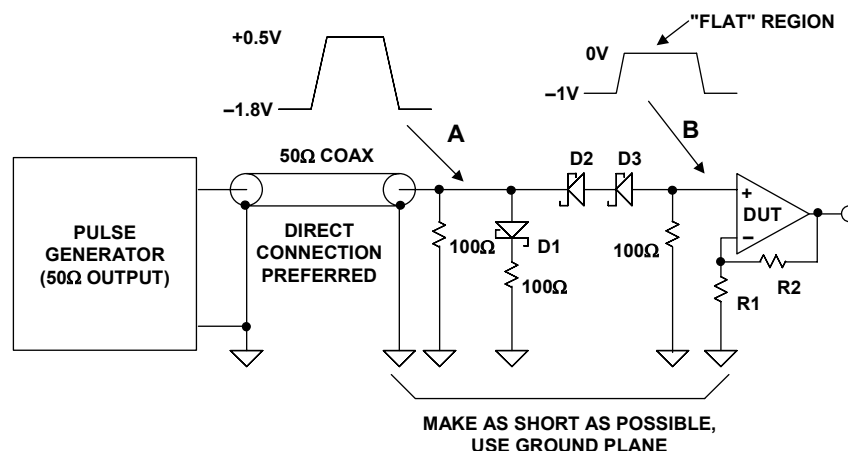 "FLAT" REGION
+0.5V
0V
–1.8V
–1V
A
B
50Ω COAX
D2
D3
PULSE
GENERATOR
(50Ω OUTPUT)
DIRECT
CONNECTION
PREFERRED
100Ω
D1
100Ω
100Ω
+
DUT
–
R2
R1
MAKE AS SHORT AS POSSIBLE,
USE GROUND PLANE